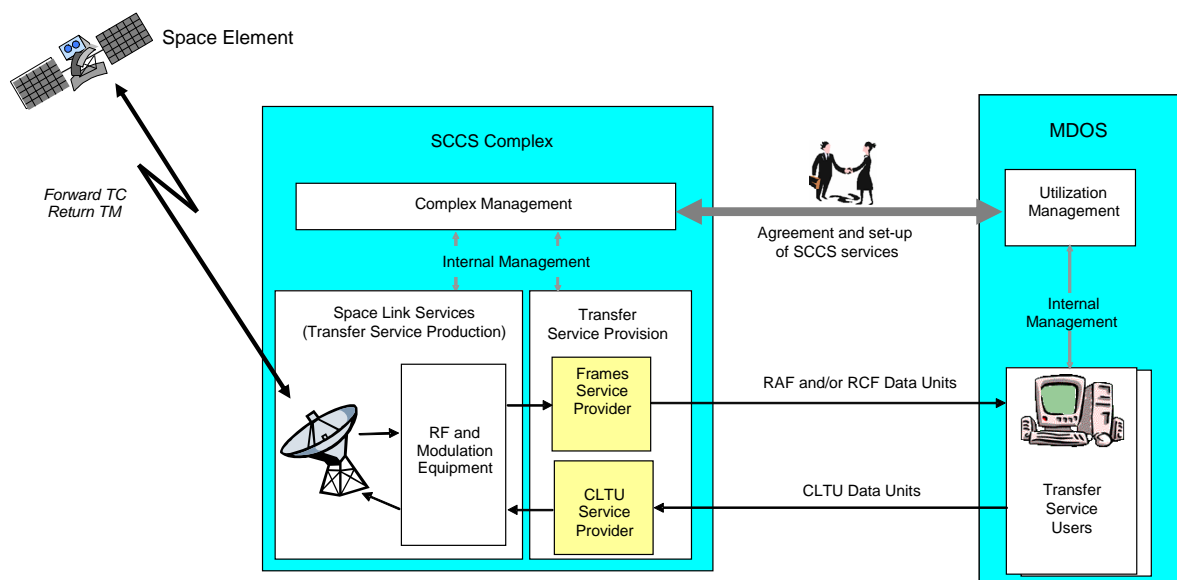 Space Element
Forward TC
Return TM
SCCS Complex
Complex Management
Internal Management
Space Link Services
(Transfer Service Production)
RF and
Modulation
Equipment
Transfer
Service Provision
Frames
Service
Provider
CLTU
Service
Provider
Agreement and set-up
of SCCS services
RAF and/or RCF Data Units
CLTU Data Units
MDOS
Utilization
Management
Internal
Management
Transfer
Service
Users